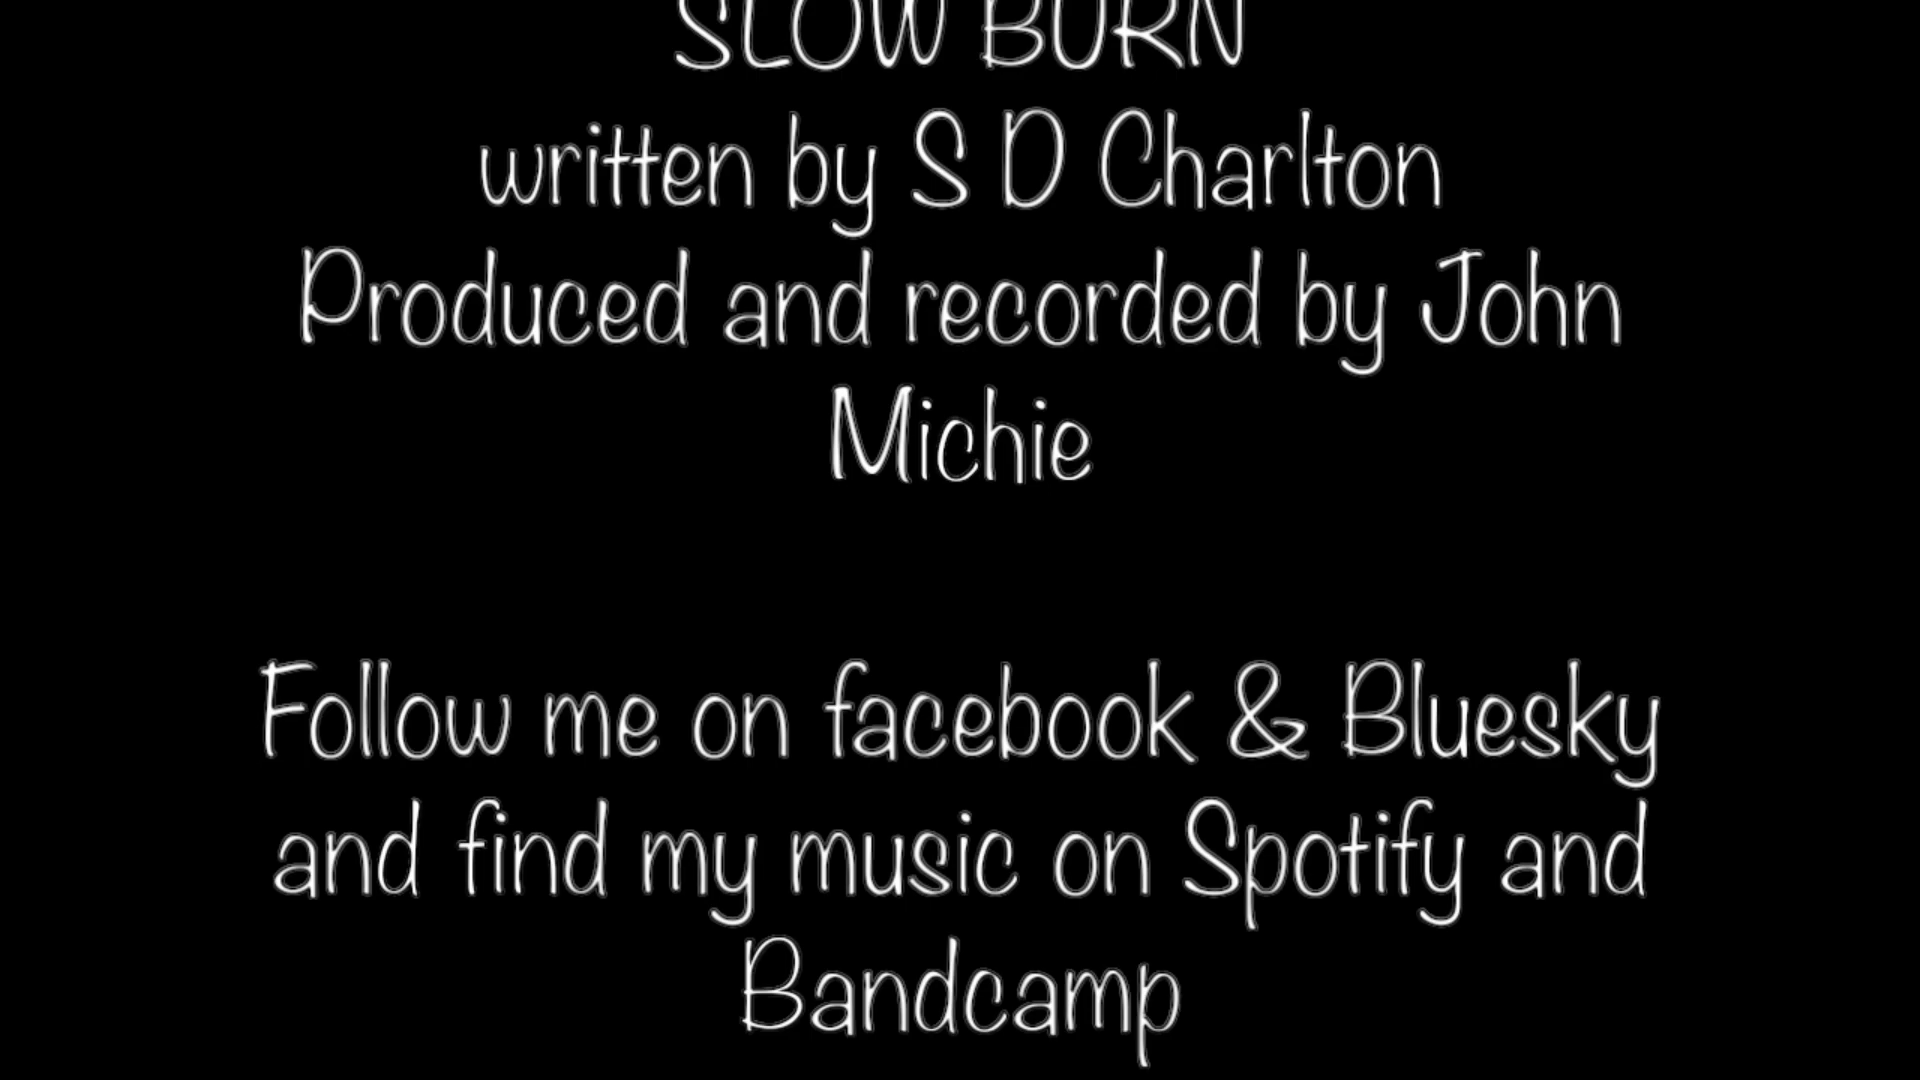 SLOW BURN
written by S D Charlton
Produced and recorded by John
Michie
Follow me on facebook & Bluesky
and find my music on Spotify and
Bandcamp